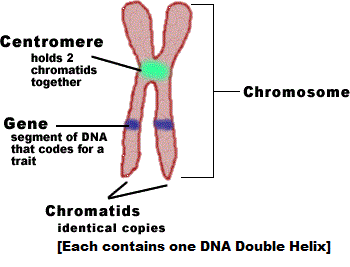 Centromere
holds 2
chromatids
together
Chromosome
Gene
segment of DNA
that codes for a
trait
Chromatids
identical copies
[Each contains one DNA Double Helix]